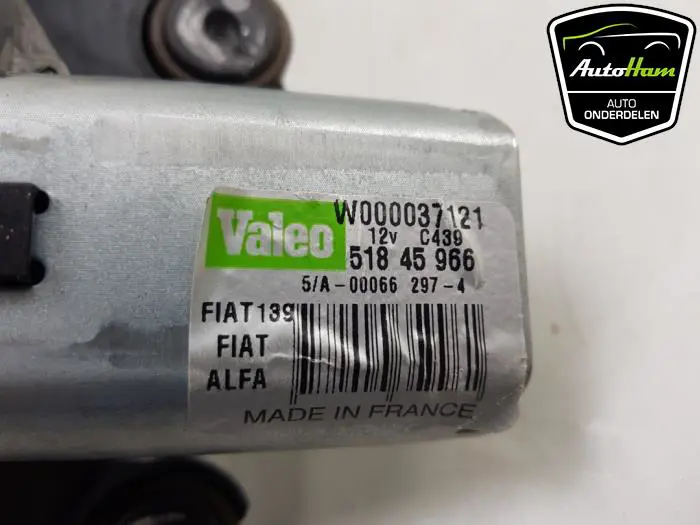 AutoHam
AUTO
ONDERDELEN
Valeo
W000037121
12v C439
518 45 966
5/A-00066 297-4
FIAT139
FIAT
ALFA
MADE IN FRANCE